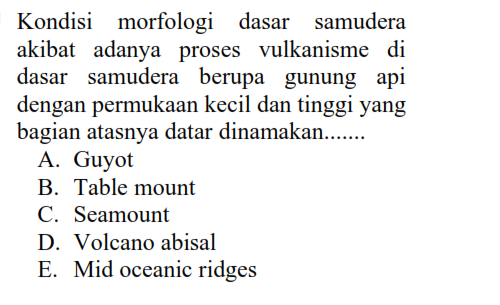 Kondisi morfologi dasar samudera
akibat adanya proses vulkanisme di
dasar samudera berupa gunung api
dengan permukaan kecil dan tinggi yang
bagian atasnya datar dinamakan.......
A. Guyot
B. Table mount
C. Seamount
D. Volcano abisal
E. Mid oceanic ridges